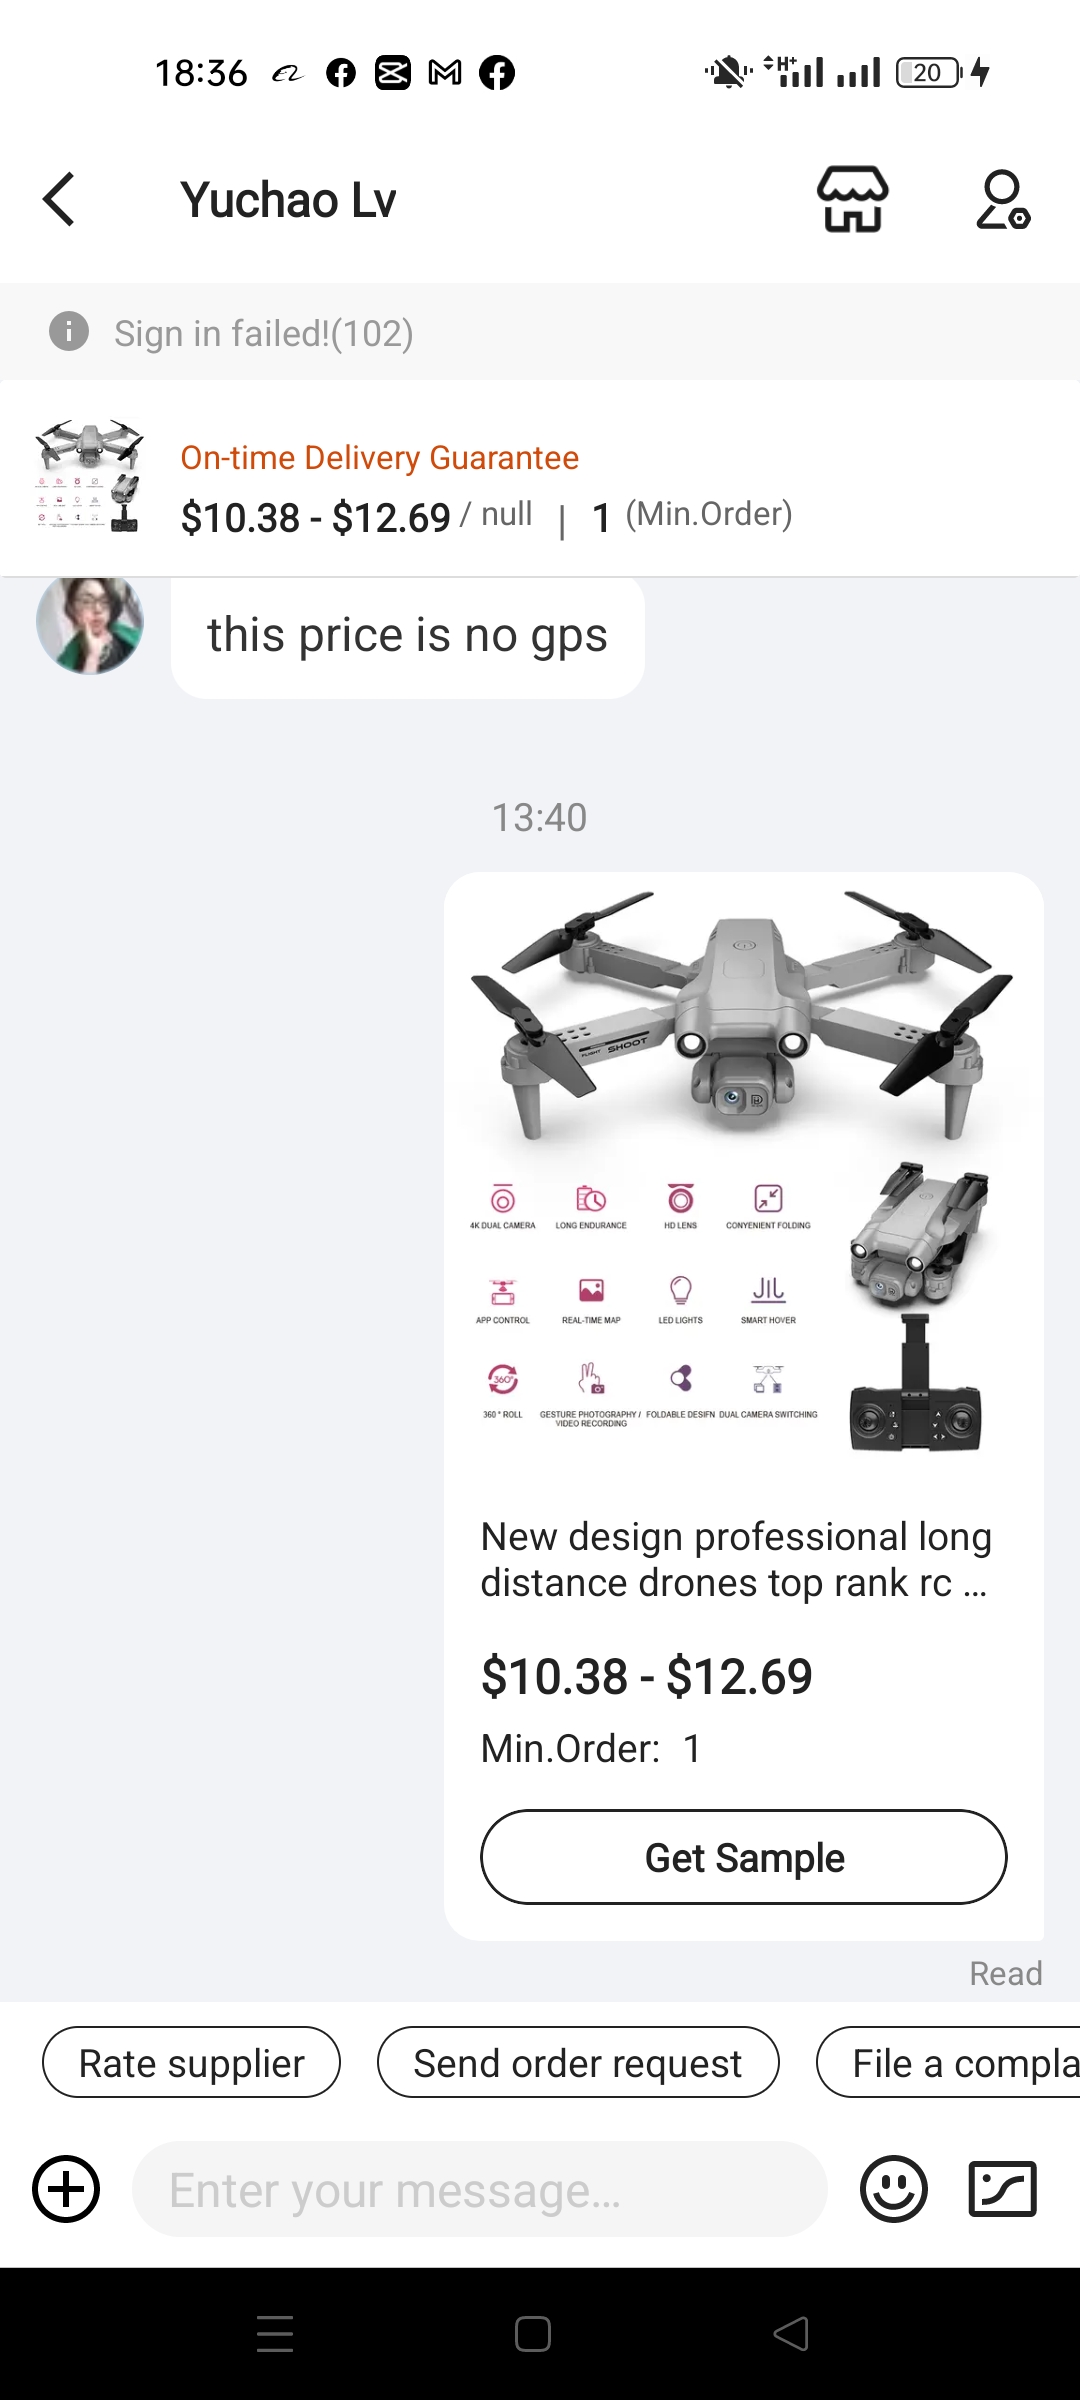 18:36
H+
20
Yuchao Lv
Sign in failed!(102)
On-time Delivery Guarantee
$10.38 - $12.69 / null | 1 (Min.Order)
this price is no gps
13:40
FLIGHT SHOOT
4K DUAL CAMERA LONG ENDURANCE HD LENS CONVENIENT FOLDING
APP CONTROL REAL-TIME MAP LED LIGHTS SMART HOVER
360°
360 ° ROLL GESTURE PHOTOGRAPHY / VIDEO RECORDING FOLDABLE DESIFN DUAL CAMERA SWITCHING
New design professional long
distance drones top rank rc ...
$10.38 - $12.69
Min.Order: 1
Get Sample
Read
Rate supplier Send order request File a compla
Enter your message...